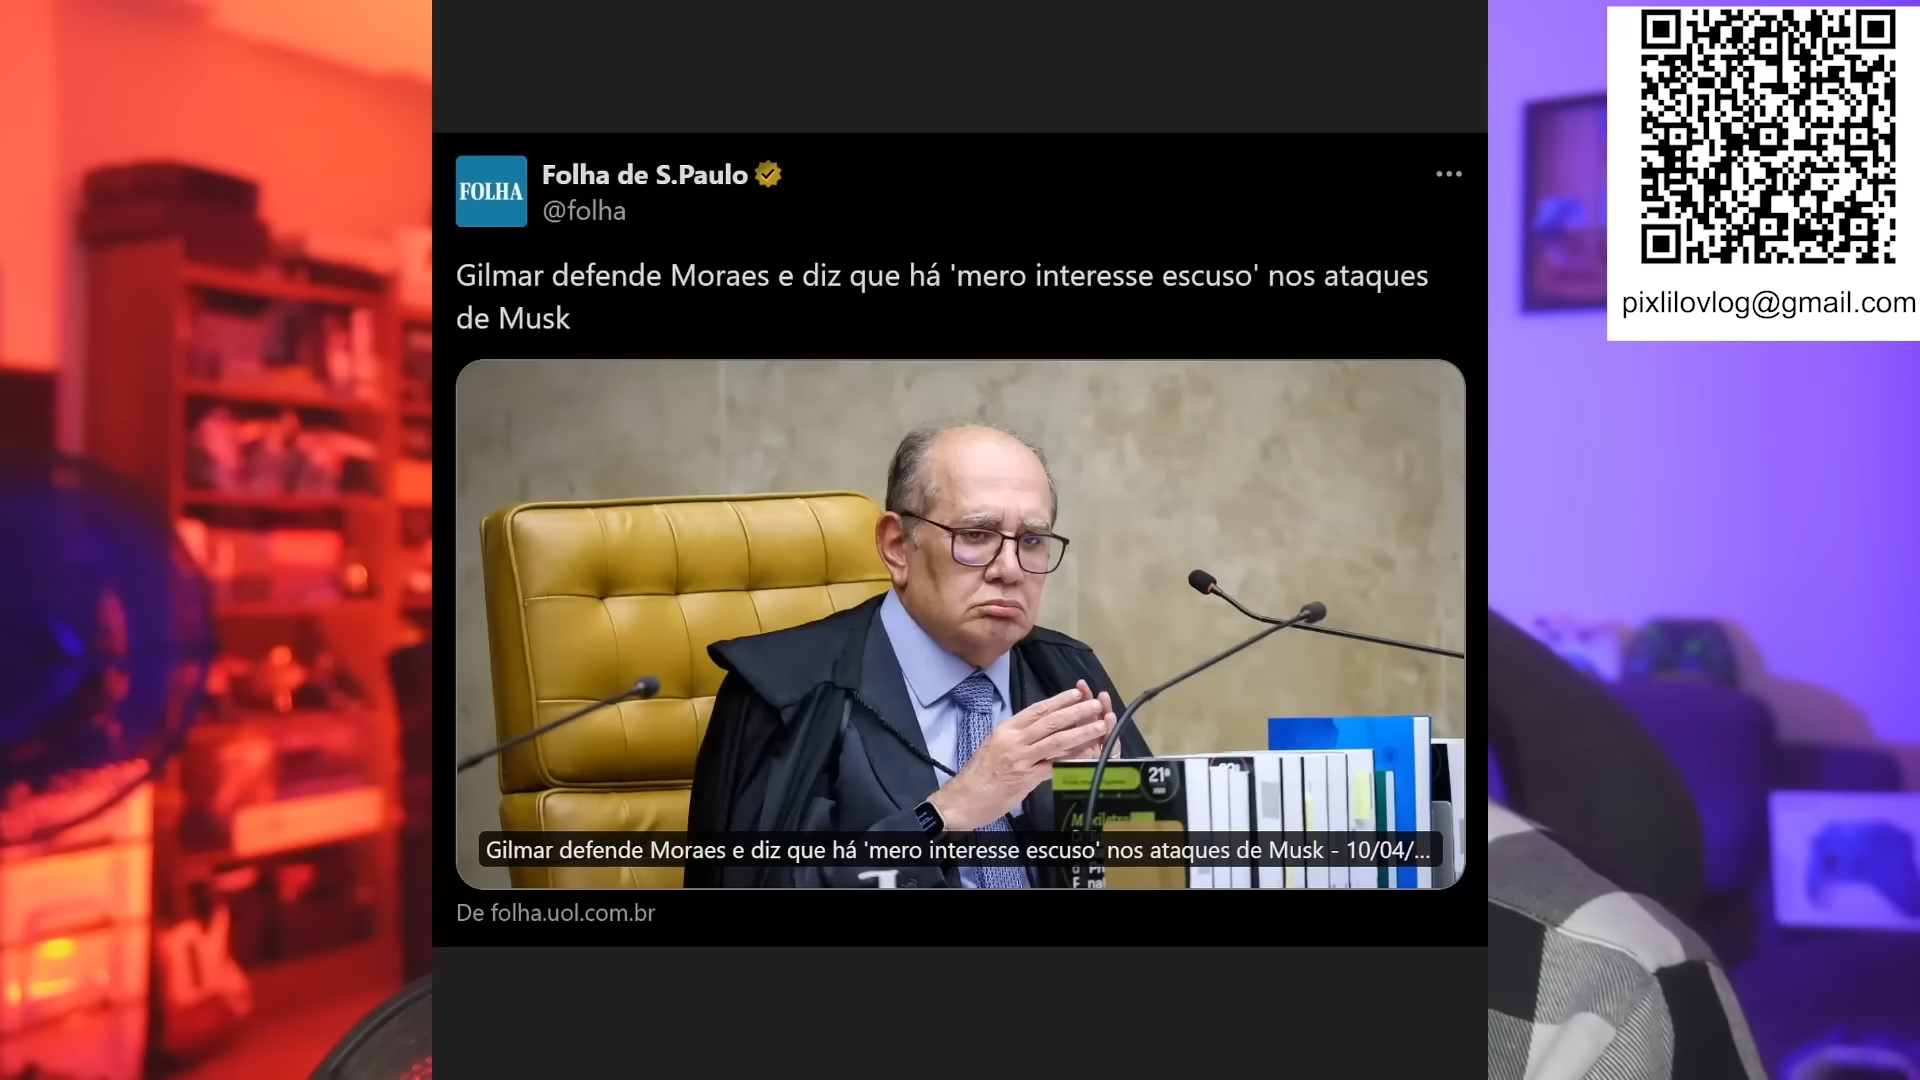 FOLHA
Folha de S.Paulo
@folha
Gilmar defende Moraes e diz que há 'mero interesse escuso' nos ataques
de Musk
21ª
Gilmar defende Moraes e diz que há 'mero interesse escuso' nos ataques de Musk - 10/04/...
De folha.uol.com.br
pixlilovlog@gmail.com